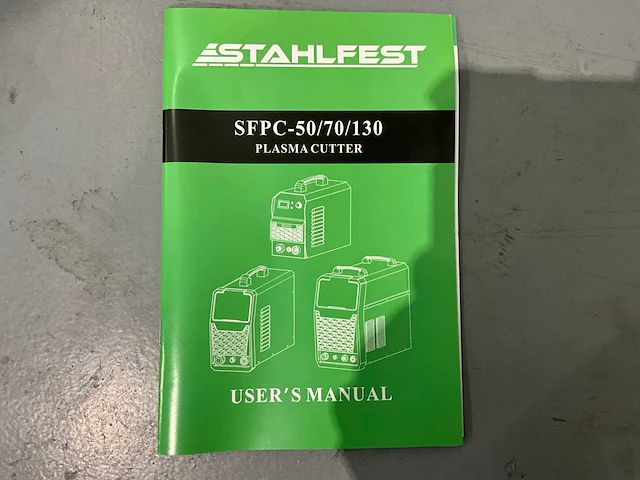 STAHLFEST
SFPC-50/70/130
PLASMA CUTTER
USER'S MANUAL